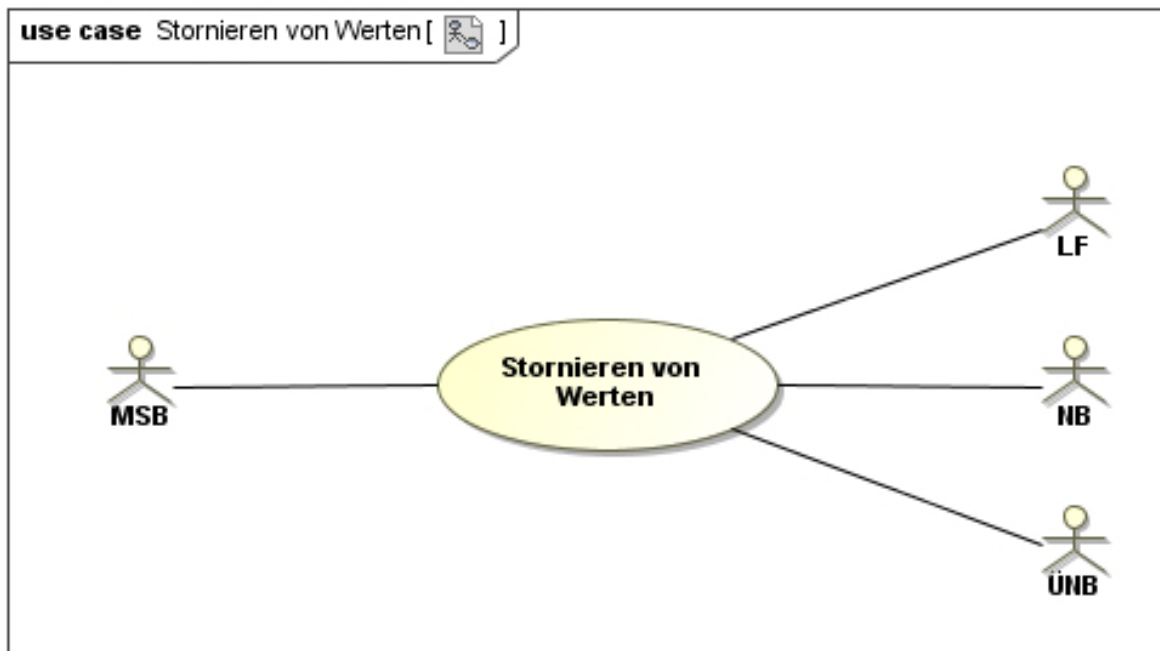 use case Stornieren von Werten [ ]
LF
Stornieren von
Werten
MSB
NB
ÜNB